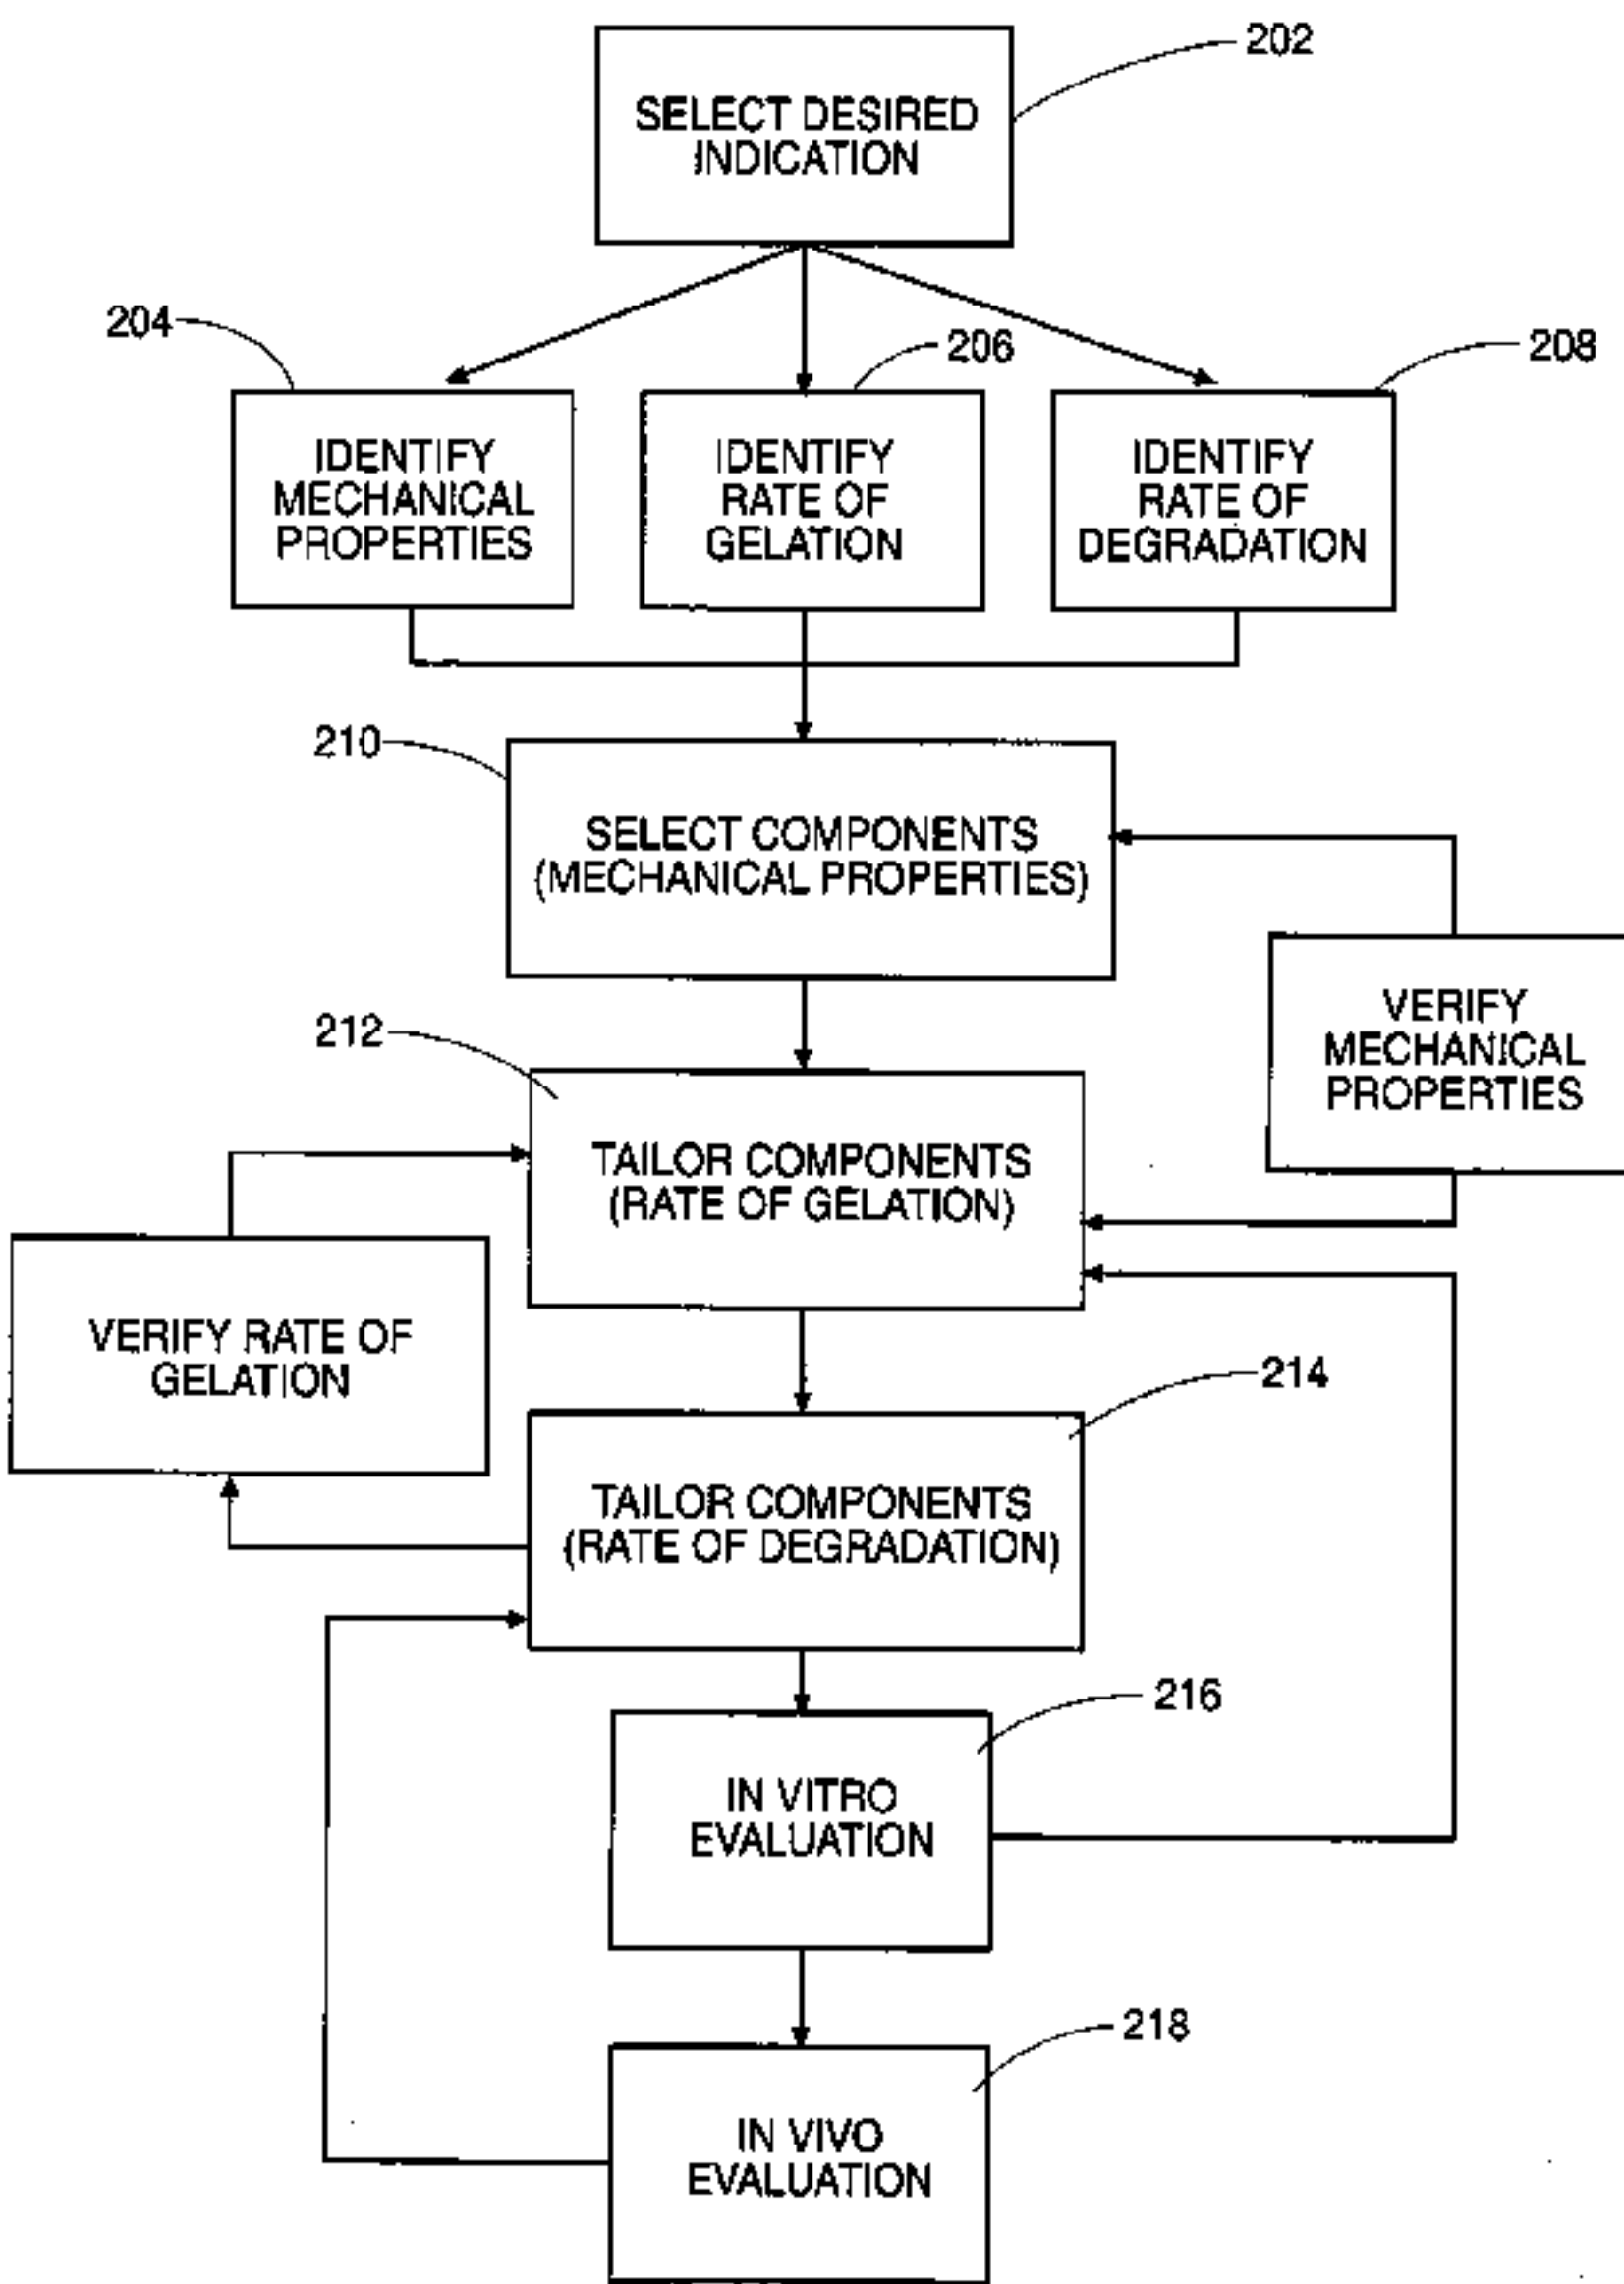 202
SELECT DESIRED
INDICATION
204
206
208
IDENTIFY
MECHANICAL
PROPERTIES
IDENTIFY
RATE OF
GELATION
IDENTIFY
RATE OF
DEGRADATION
210
SELECT COMPONENTS
(MECHANICAL PROPERTIES)
VERIFY
MECHANICAL
PROPERTIES
212
TAILOR COMPONENTS
(RATE OF GELATION)
VERIFY RATE OF
GELATION
214
TAILOR COMPONENTS
(RATE OF DEGRADATION)
216
IN VITRO
EVALUATION
218
IN VIVO
EVALUATION